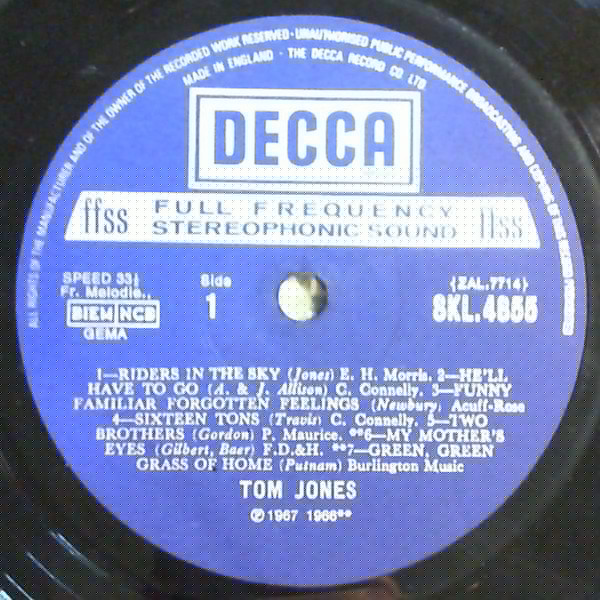 ALL RIGHTS OF THE MANUFACTURER AND OF THE OWNER OF THE RECORDED WORK RESERVED · UNAUTHORISED PUBLIC PERFORMANCE BROADCASTING AND COPYING OF THE RECORD PROHIBITED
MADE IN ENGLAND · THE DECCA RECORD CO. LTD.
DECCA
ffss FULL FREQUENCY STEREOPHONIC SOUND ffss
SPEED 33⅓
Fr. Melodie.,
BIEM NCB
GEMA
Side
1
(ZAL.7714)
SKL.4855
1—RIDERS IN THE SKY (Jones) E. H. Morris. 2—HE'LL
HAVE TO GO (A. & J. Allison) C. Connelly. 3—FUNNY
FAMILIAR FORGOTTEN FEELINGS (Newbury) Acuff-Rose
4—SIXTEEN TONS (Travis) C. Connelly. 5—TWO
BROTHERS (Gordon) P. Maurice. **6—MY MOTHER'S
EYES (Gilbert, Baer) F.D.&H. **7—GREEN, GREEN
GRASS OF HOME (Putnam) Burlington Music
TOM JONES
℗1967 1966**